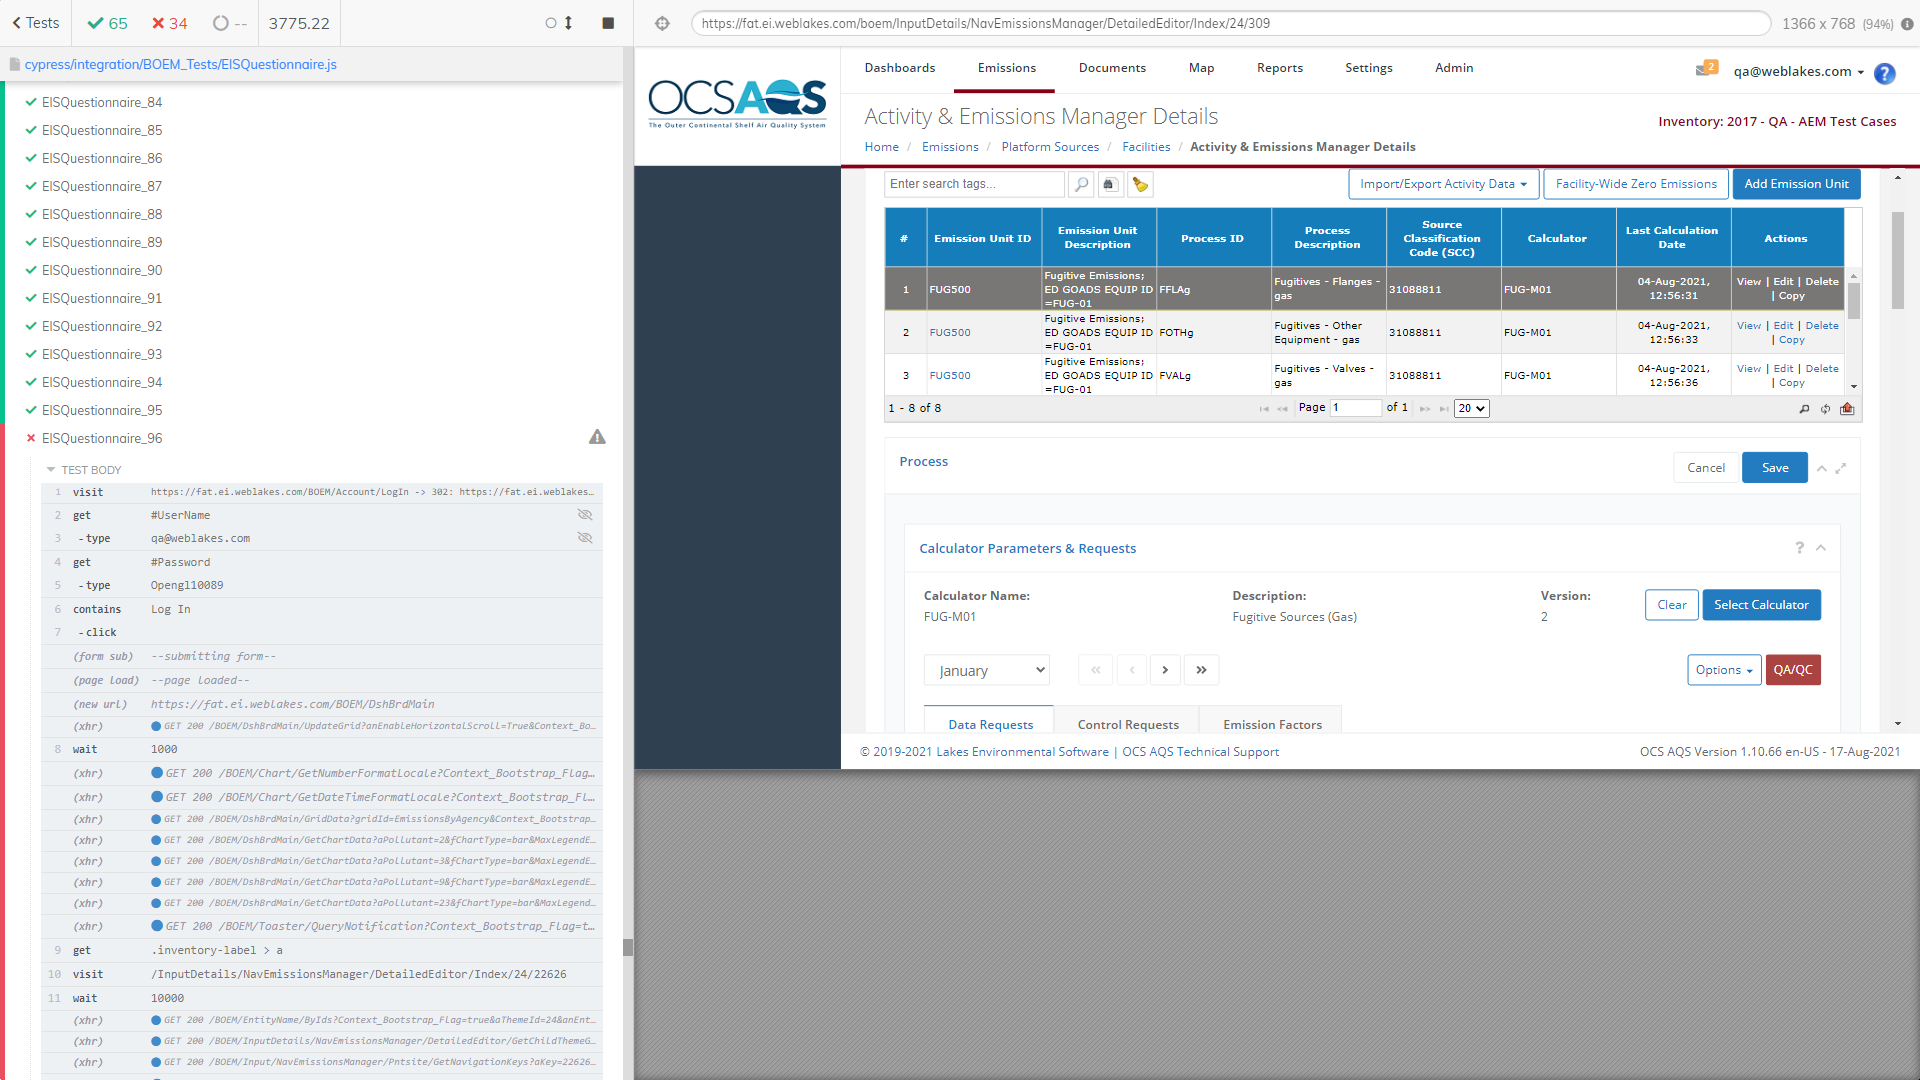 Tests
65
34
--
3775.22
cypress/integration/BOEM_Tests/EISQuestionnaire.js
EISQuestionnaire_84
EISQuestionnaire_85
EISQuestionnaire_86
EISQuestionnaire_87
EISQuestionnaire_88
EISQuestionnaire_89
EISQuestionnaire_90
EISQuestionnaire_91
EISQuestionnaire_92
EISQuestionnaire_93
EISQuestionnaire_94
EISQuestionnaire_95
EISQuestionnaire_96
TEST BODY
1 visit https://fat.ei.weblakes.com/BOEM/Account/LogIn -> 302: https://fat.ei.weblakes...
2 get #UserName
3 -type qa@weblakes.com
4 get #Password
5 -type Opengl10089
6 contains Log In
7 -click
(form sub) --submitting form--
(page load) --page loaded--
(new url) https://fat.ei.weblakes.com/BOEM/DshBrdMain
(xhr) GET 200 /BOEM/DshBrdMain/UpdateGrid?anEnableHorizontalScroll=True&Context_Bo...
8 wait 1000
(xhr) GET 200 /BOEM/Chart/GetNumberFormatLocale?Context_Bootstrap_Flag...
(xhr) GET 200 /BOEM/Chart/GetDateTimeFormatLocale?Context_Bootstrap_Fl...
(xhr) GET 200 /BOEM/DshBrdMain/GridData?gridId=EmissionsByAgency&Context_Bootstrap...
(xhr) GET 200 /BOEM/DshBrdMain/GetChartData?aPollutant=2&fChartType=bar&MaxLegendE...
(xhr) GET 200 /BOEM/DshBrdMain/GetChartData?aPollutant=3&fChartType=bar&MaxLegendE...
(xhr) GET 200 /BOEM/DshBrdMain/GetChartData?aPollutant=9&fChartType=bar&MaxLegendE...
(xhr) GET 200 /BOEM/DshBrdMain/GetChartData?aPollutant=23&fChartType=bar&MaxLegend...
(xhr) GET 200 /BOEM/Toaster/QueryNotification?Context_Bootstrap_Flag=t...
9 get .inventory-label > a
10 visit /InputDetails/NavEmissionsManager/DetailedEditor/Index/24/22626
11 wait 10000
(xhr) GET 200 /BOEM/EntityName/ByIds?Context_Bootstrap_Flag=true&aThemeId=24&anEnt...
(xhr) GET 200 /BOEM/InputDetails/NavEmissionsManager/DetailedEditor/GetChildThemeG...
(xhr) GET 200 /BOEM/Input/NavEmissionsManager/Pntsite/GetNavigationKeys?aKey=22626...
https://fat.ei.weblakes.com/boem/InputDetails/NavEmissionsManager/DetailedEditor/Index/24/309
1366 x 768 (94%)
OCSAQS
The Outer Continental Shelf Air Quality System
Dashboards Emissions Documents Map Reports Settings Admin
2
qa@weblakes.com
?
Activity & Emissions Manager Details
Inventory: 2017 - QA - AEM Test Cases
Home / Emissions / Platform Sources / Facilities / Activity & Emissions Manager Details
Enter search tags...
Import/Export Activity Data
Facility-Wide Zero Emissions
Add Emission Unit
# Emission Unit ID Emission Unit Description Process ID Process Description Source Classification Code (SCC) Calculator Last Calculation Date Actions
1 FUG500 Fugitive Emissions; ED GOADS EQUIP ID =FUG-01 FFLAg Fugitives - Flanges - gas 31088811 FUG-M01 04-Aug-2021, 12:56:31 View | Edit | Delete | Copy
2 FUG500 Fugitive Emissions; ED GOADS EQUIP ID =FUG-01 FOTHg Fugitives - Other Equipment - gas 31088811 FUG-M01 04-Aug-2021, 12:56:33 View | Edit | Delete | Copy
3 FUG500 Fugitive Emissions; ED GOADS EQUIP ID =FUG-01 FVALg Fugitives - Valves - gas 31088811 FUG-M01 04-Aug-2021, 12:56:36 View | Edit | Delete | Copy
1 - 8 of 8
Page 1 of 1 20
Process
Cancel
Save
Calculator Parameters & Requests
?
Calculator Name: Description: Version:
FUG-M01 Fugitive Sources (Gas) 2
Clear
Select Calculator
January
Options
QA/QC
Data Requests Control Requests Emission Factors
© 2019-2021 Lakes Environmental Software | OCS AQS Technical Support
OCS AQS Version 1.10.66 en-US - 17-Aug-2021